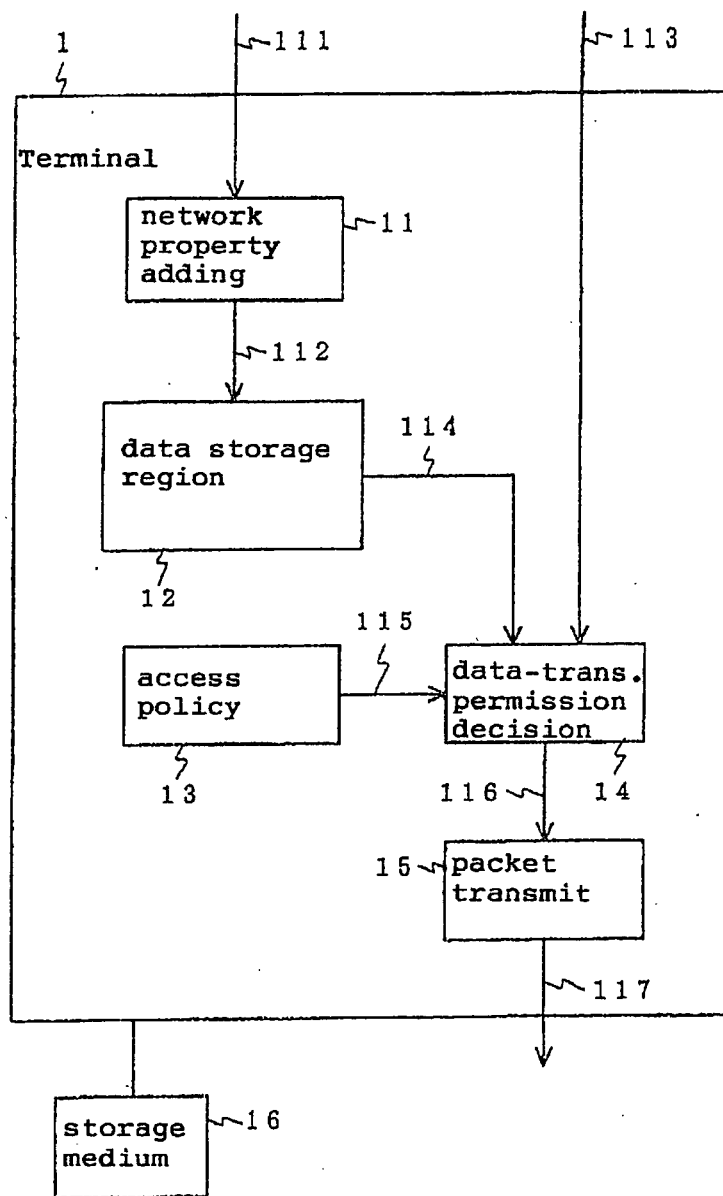 1
111
113
Terminal
network
property
adding
11
112
data storage
region
114
12
115
access
policy
data-trans.
permission
decision
13
116
14
15
packet
transmit
117
storage
medium
16